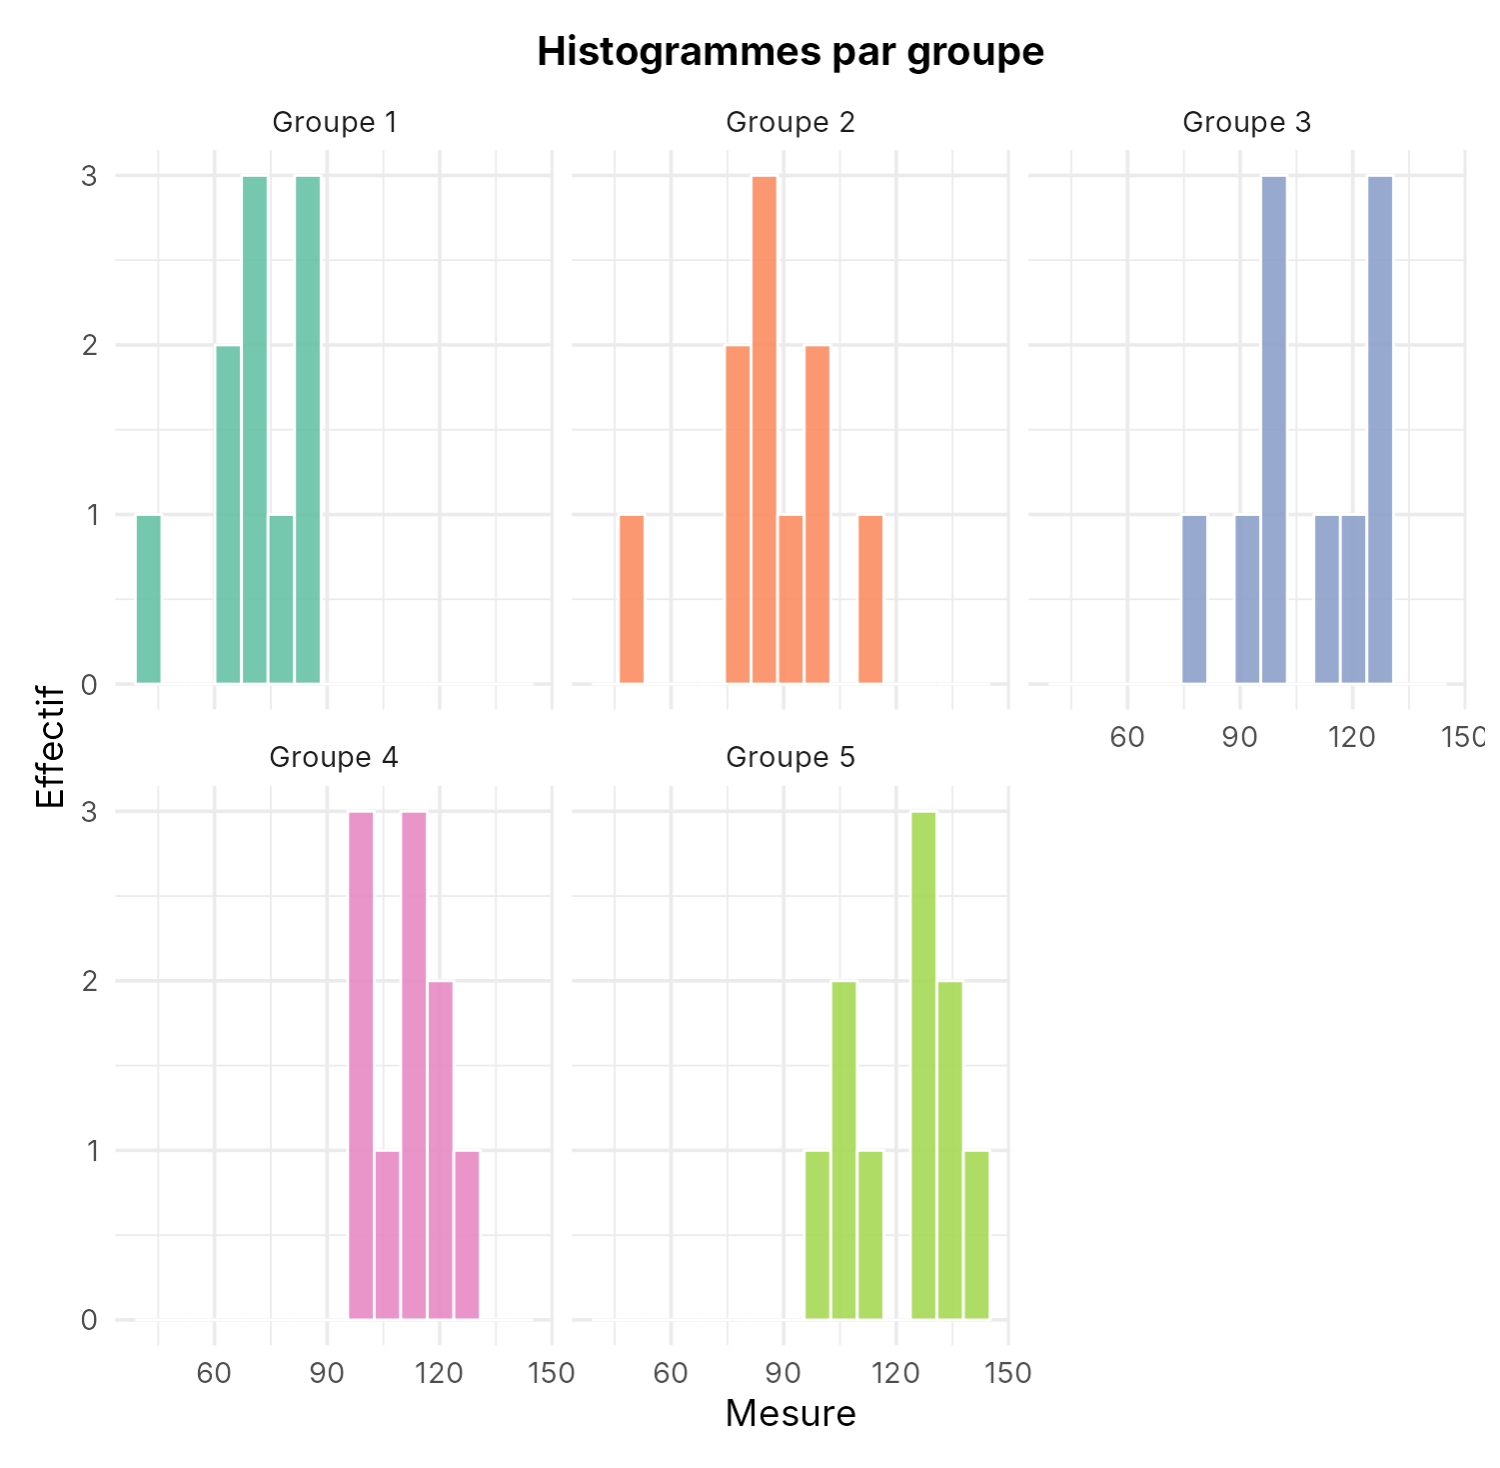 Histogrammes par groupe
Groupe 1
Groupe 2
Groupe 3
3
2
1
0
60 90 120 150
Effectif
Groupe 4
Groupe 5
3
2
1
0
60 90 120 150
60 90 120 150
Mesure